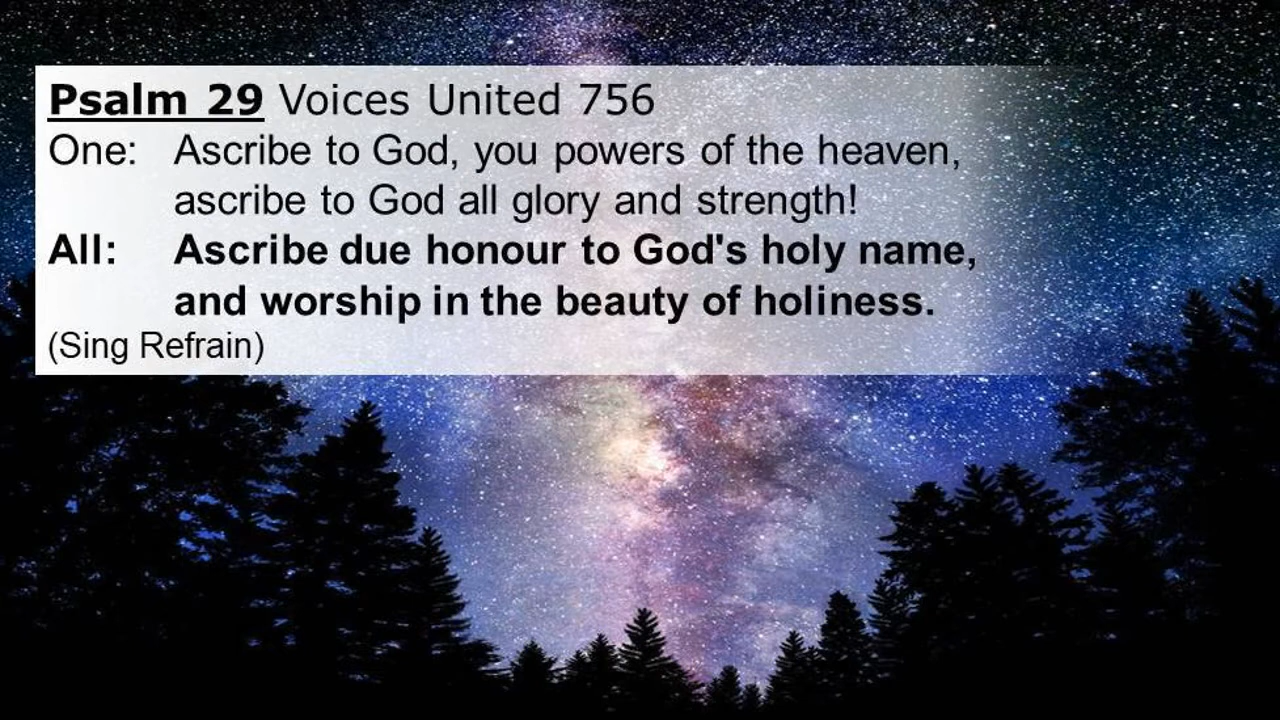 Psalm 29 Voices United 756
One: Ascribe to God, you powers of the heaven,
ascribe to God all glory and strength!
All: Ascribe due honour to God's holy name,
and worship in the beauty of holiness.
(Sing Refrain)